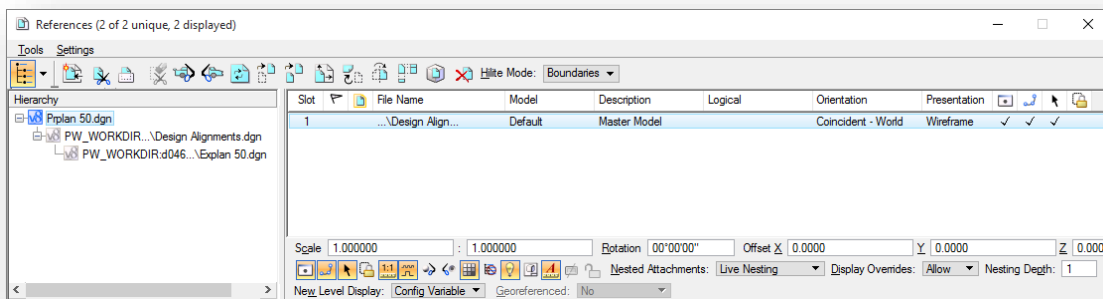 References (2 of 2 unique, 2 displayed)
Tools Settings
Hilite Mode: Boundaries
Hierarchy
Slot File Name Model Description Logical Orientation Presentation
Prplan 50.dgn
1 ...\Design Align... Default Master Model Coincident - World Wireframe
PW_WORKDIR...\Design Alignments.dgn
PW_WORKDIR:d046...\Explan 50.dgn
Scale 1.000000 : 1.000000 Rotation 00°00'00" Offset X 0.0000 Y 0.0000 Z 0.000
1:1 Nested Attachments: Live Nesting Display Overrides: Allow Nesting Depth: 1
New Level Display: Config Variable Georeferenced: No